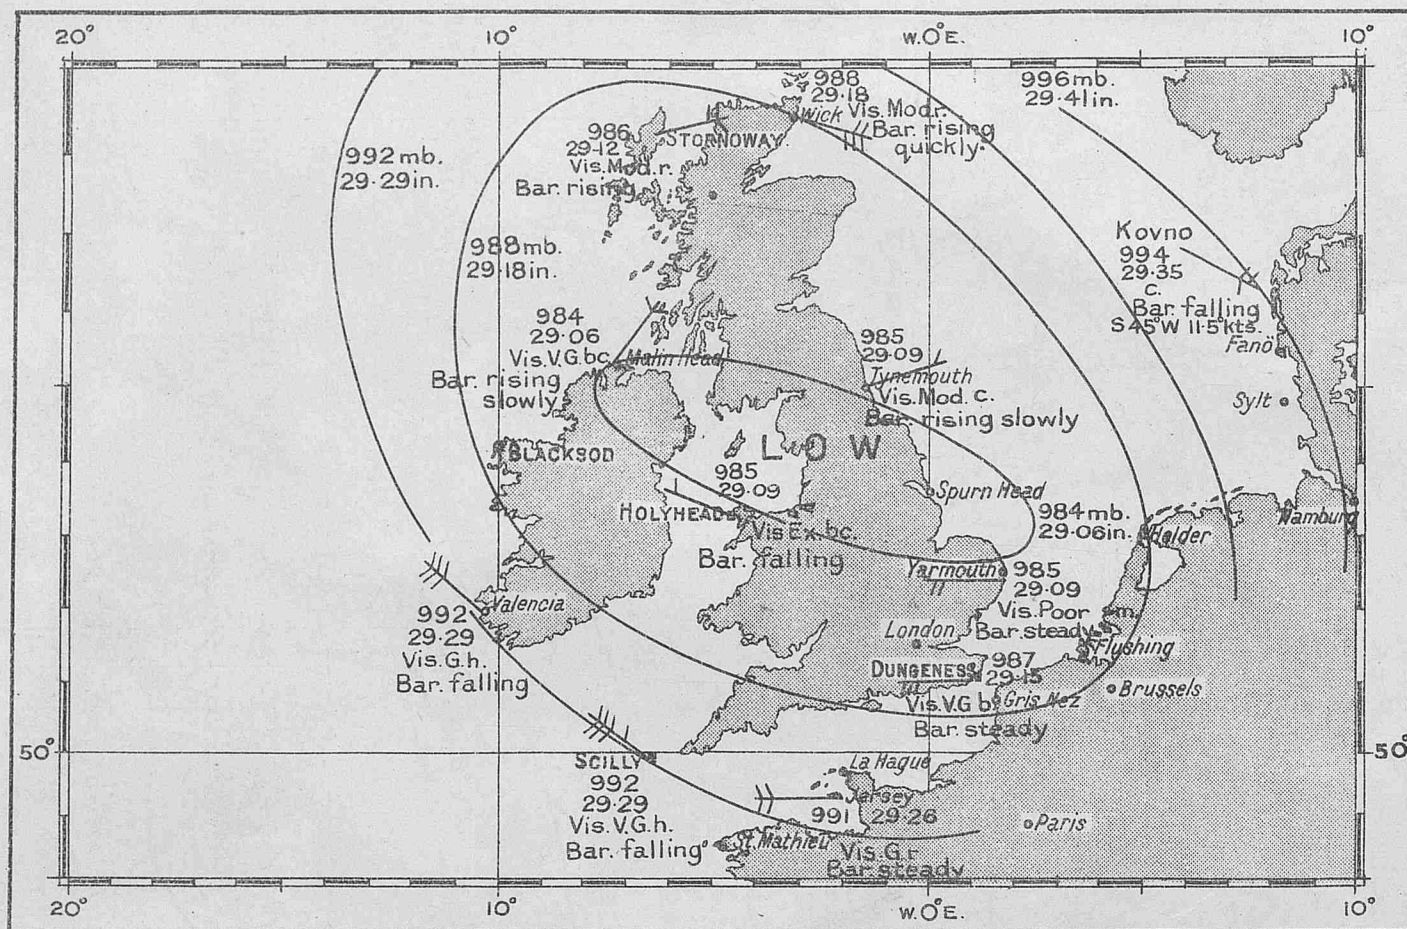 20° 10° W.O°E. 10°
992 mb.
29·29 in.
988 mb.
29·18 in.
986
29·12
STORNOWAY
Vis. Mod. r.
Bar. rising
988
29·18
Wick Vis. Mod. r.
Bar. rising
quickly.
996 mb.
29·41 in.
Kovno
994
29·35
c.
Bar. falling
S 45° W 11·5 kts.
Fanö
Sylt
984
29·06
Vis. V.G. bc
Malin Head
Bar. rising
slowly
985
29·09
Tynemouth
Vis. Mod. c.
Bar. rising slowly
LOW
BLACKSOD
985
29·09
HOLYHEAD
Vis Ex. bc.
Bar. falling
Spurn Head
984 mb.
29·06 in.
Helder
Hamburg
Yarmouth 985
29·09
Vis. Poor m.
Bar. steady
Valencia
992
29·29
Vis. G. h.
Bar. falling
London
Flushing
DUNGENESS 987
29·15
Vis. V.G b
Bar. steady
Gris Nez
Brussels
50° 50°
SCILLY
992
29·29
Vis. V.G. h.
Bar. falling
La Hague
Jersey
991 29·26
Vis. G. r
Bar. steady
St. Mathieu
Paris
20° 10° W.O°E. 10°